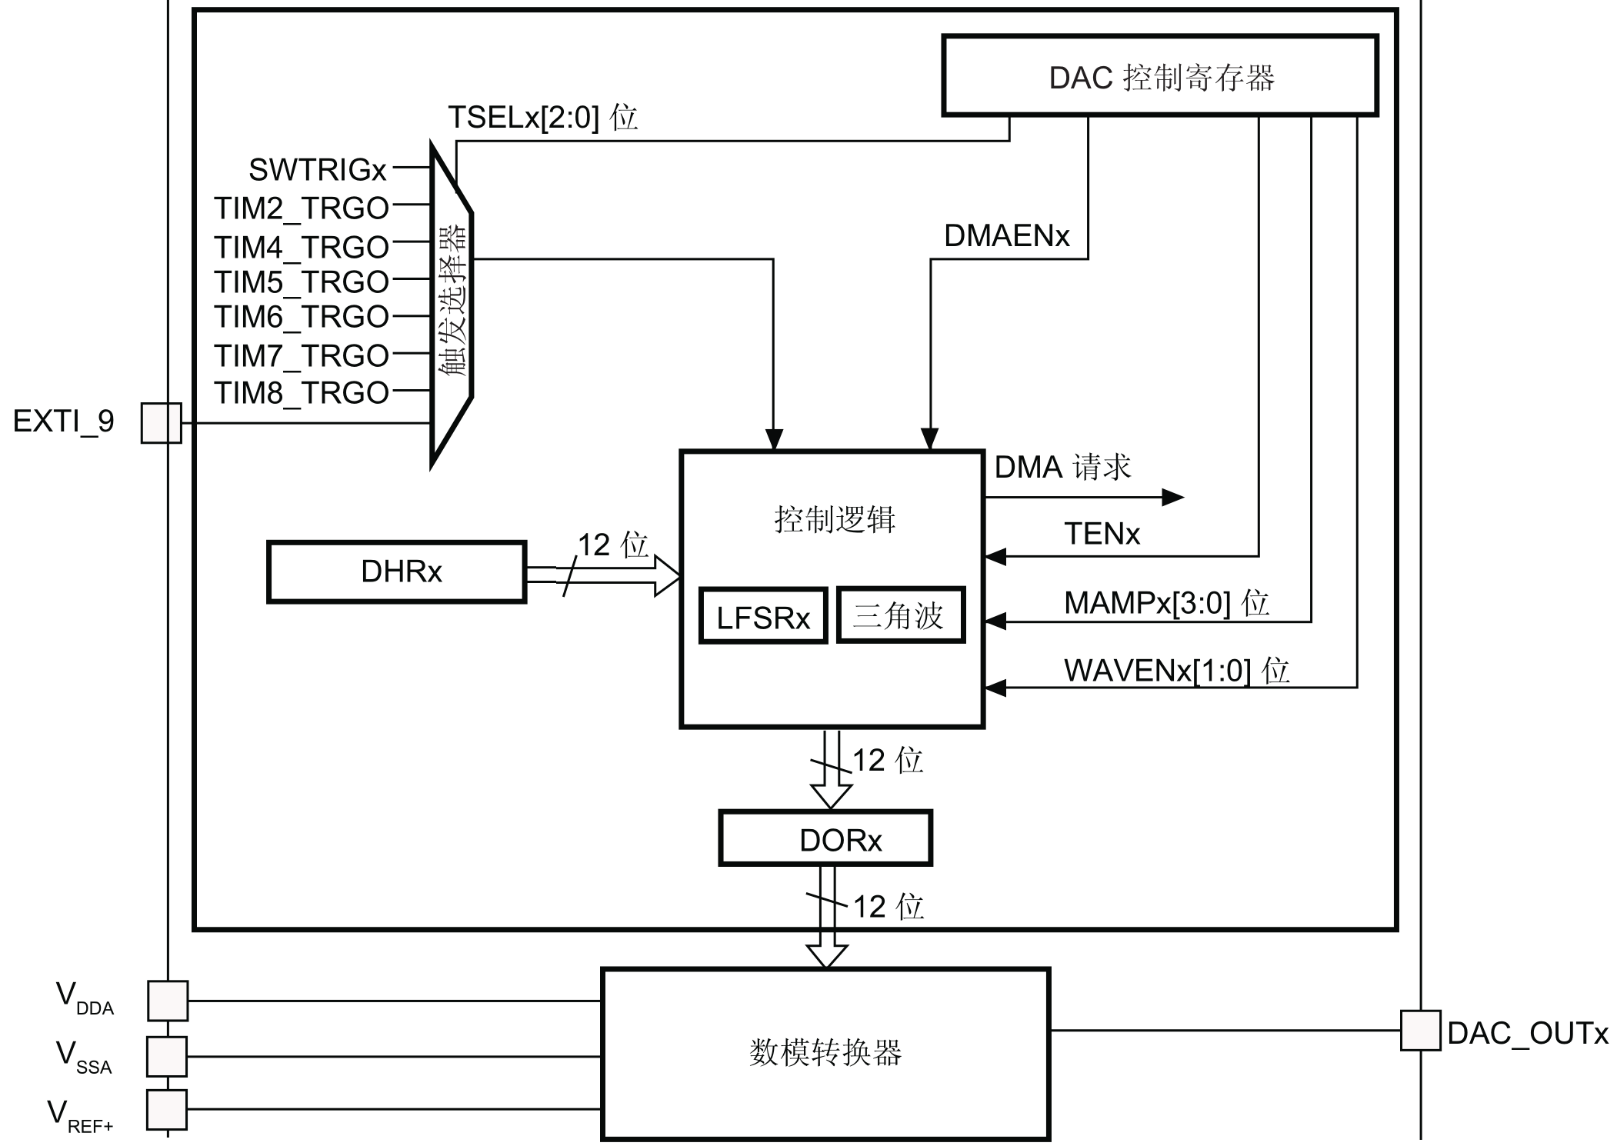 DAC 控制寄存器
TSELx[2:0] 位
SWTRIGx
TIM2_TRGO
TIM4_TRGO
TIM5_TRGO
TIM6_TRGO
TIM7_TRGO
TIM8_TRGO
触发选择器
EXTI_9
DMAENx
DMA 请求
控制逻辑
TENx
12 位
DHRx
LFSRx
三角波
MAMPx[3:0] 位
WAVENx[1:0] 位
12 位
DORx
12 位
VDDA
VSSA
VREF+
数模转换器
DAC_OUTx